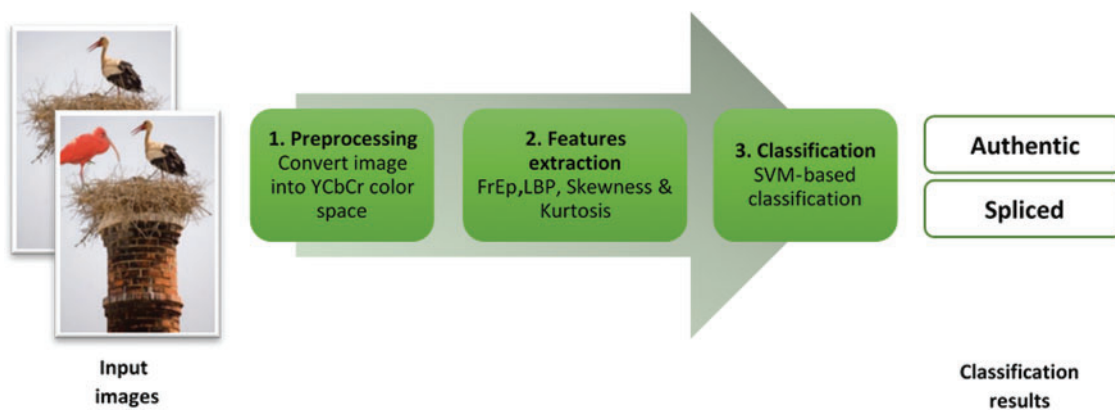 1. Preprocessing
Convert image
into YCbCr color
space
2. Features
extraction
FrEp,LBP, Skewness &
Kurtosis
3. Classification
SVM-based
classification
Authentic
Spliced
Input
images
Classification
results